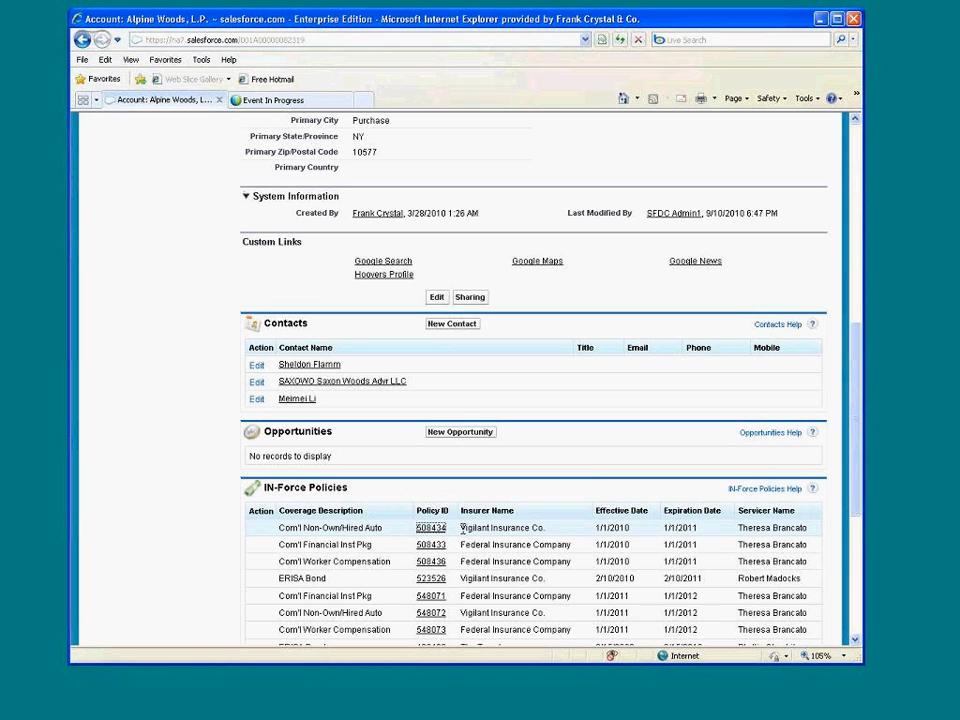 Account: Alpine Woods, L.P. ~ salesforce.com - Enterprise Edition - Microsoft Internet Explorer provided by Frank Crystal & Co.
https://na7.salesforce.com/001A00000082319
Live Search
File Edit View Favorites Tools Help
Favorites Web Slice Gallery Free Hotmail
Account: Alpine Woods, L... Event In Progress Page Safety Tools
Primary City Purchase
Primary State/Province NY
Primary Zip/Postal Code 10577
Primary Country
System Information
Created By Frank Crystal, 3/28/2010 1:26 AM Last Modified By SFDC Admin1, 9/10/2010 6:47 PM
Custom Links
Google Search Google Maps Google News
Hoovers Profile
Edit Sharing
Contacts New Contact Contacts Help ?
Action Contact Name Title Email Phone Mobile
Edit Sheldon Flamm
Edit SAXOWO Saxon Woods Advr LLC
Edit Meimei Li
Opportunities New Opportunity Opportunities Help ?
No records to display
IN-Force Policies IN-Force Policies Help ?
Action Coverage Description Policy ID Insurer Name Effective Date Expiration Date Servicer Name
Com'l Non-Own/Hired Auto 508434 Vigilant Insurance Co. 1/1/2010 1/1/2011 Theresa Brancato
Com'l Financial Inst Pkg 508433 Federal Insurance Company 1/1/2010 1/1/2011 Theresa Brancato
Com'l Worker Compensation 508436 Federal Insurance Company 1/1/2010 1/1/2011 Theresa Brancato
ERISA Bond 523526 Vigilant Insurance Co. 2/10/2010 2/10/2011 Robert Madocks
Com'l Financial Inst Pkg 548071 Federal Insurance Company 1/1/2011 1/1/2012 Theresa Brancato
Com'l Non-Own/Hired Auto 548072 Vigilant Insurance Co. 1/1/2011 1/1/2012 Theresa Brancato
Com'l Worker Compensation 548073 Federal Insurance Company 1/1/2011 1/1/2012 Theresa Brancato
Internet 105%